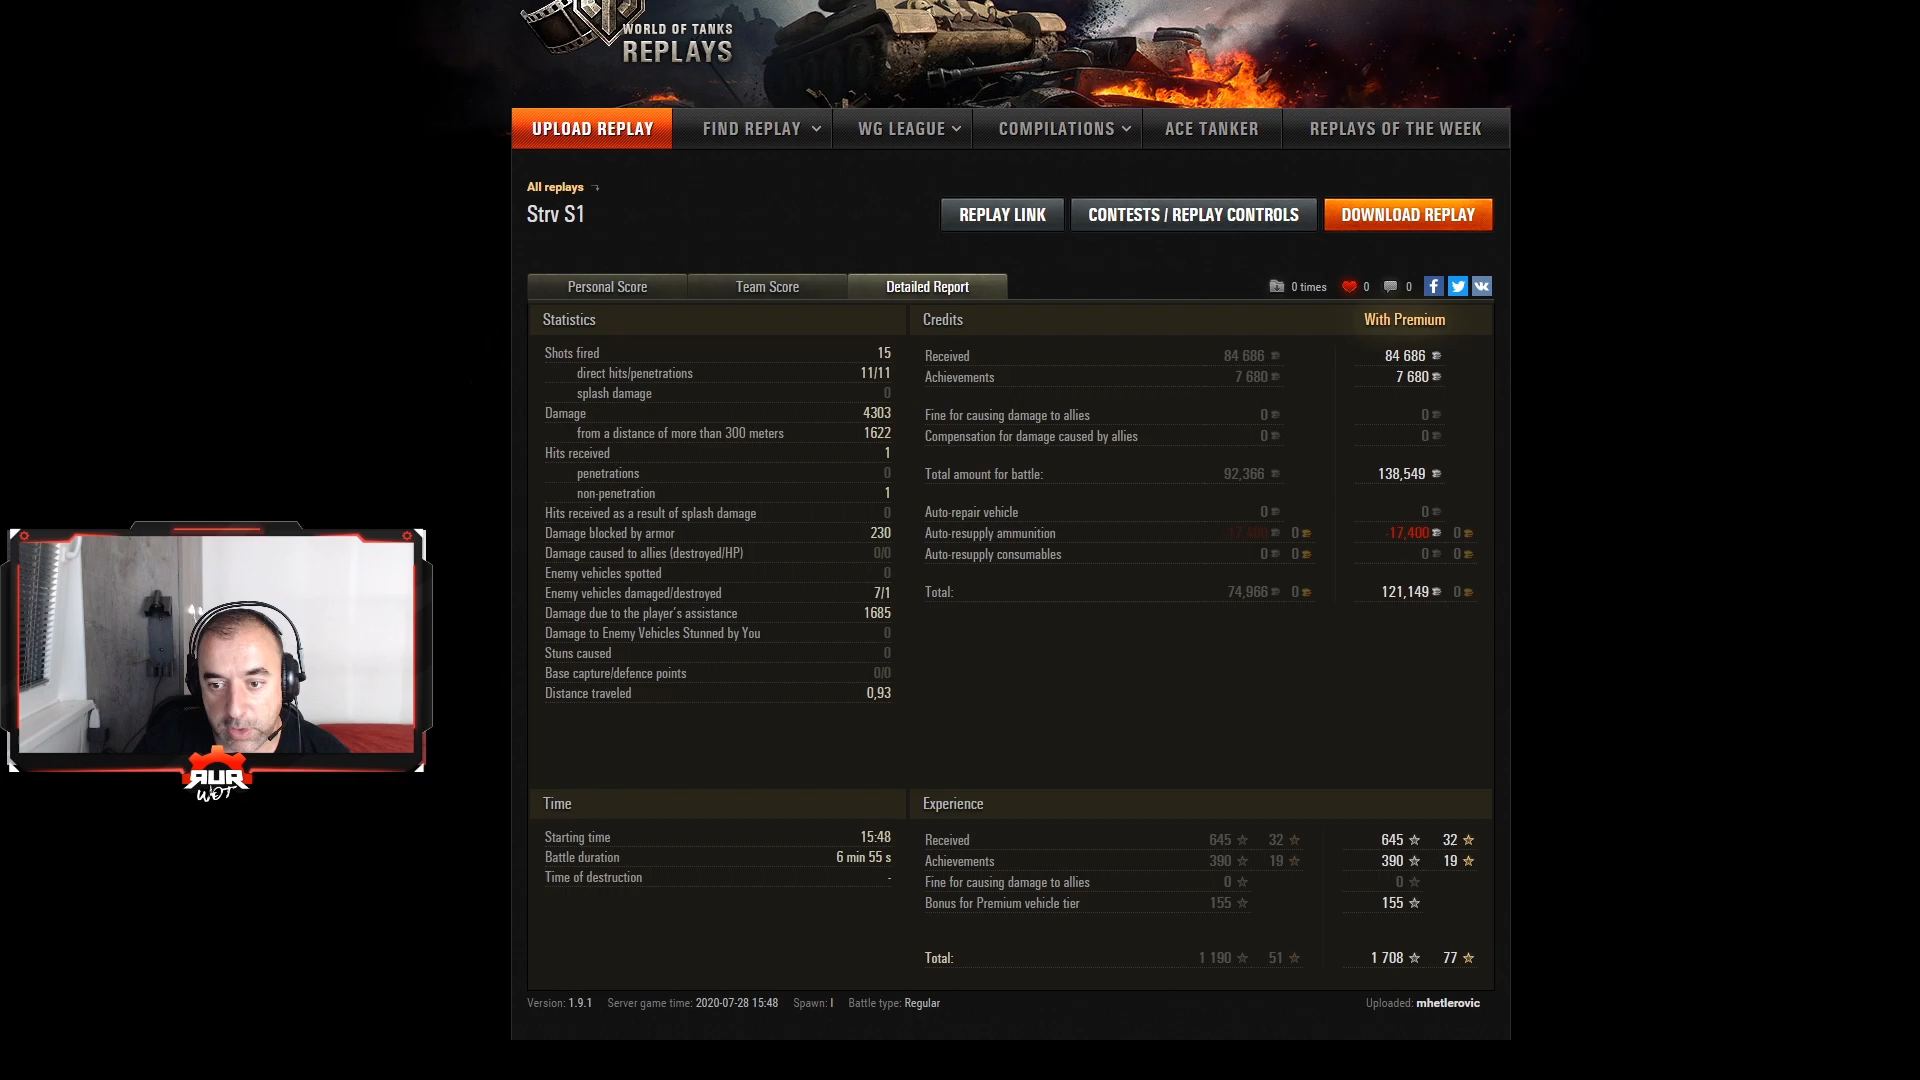 WORLD OF TANKS
REPLAYS
UPLOAD REPLAY FIND REPLAY WG LEAGUE COMPILATIONS ACE TANKER REPLAYS OF THE WEEK
All replays
Strv S1
REPLAY LINK CONTESTS / REPLAY CONTROLS DOWNLOAD REPLAY
Personal Score Team Score Detailed Report 0 times 0 0
Statistics
Shots fired 15
direct hits/penetrations 11/11
splash damage 0
Damage 4303
from a distance of more than 300 meters 1622
Hits received 1
penetrations 0
non-penetration 1
Hits received as a result of splash damage 0
Damage blocked by armor 230
Damage caused to allies (destroyed/HP) 0/0
Enemy vehicles spotted 0
Enemy vehicles damaged/destroyed 7/1
Damage due to the player's assistance 1685
Damage to Enemy Vehicles Stunned by You 0
Stuns caused 0
Base capture/defence points 0/0
Distance traveled 0,93
Credits With Premium
Received 84 686 84 686
Achievements 7 680 7 680
Fine for causing damage to allies 0 0
Compensation for damage caused by allies 0 0
Total amount for battle: 92,366 138,549
Auto-repair vehicle 0 0
Auto-resupply ammunition -17,400 0 -17,400 0
Auto-resupply consumables 0 0 0 0
Total: 74,966 0 121,149 0
Time
Starting time 15:48
Battle duration 6 min 55 s
Time of destruction -
Experience
Received 645 32 645 32
Achievements 390 19 390 19
Fine for causing damage to allies 0 0
Bonus for Premium vehicle tier 155 155
Total: 1 190 51 1 708 77
Version: 1.9.1 Server game time: 2020-07-28 15:48 Spawn: I Battle type: Regular Uploaded: mhetlerovic
RUR
WOT